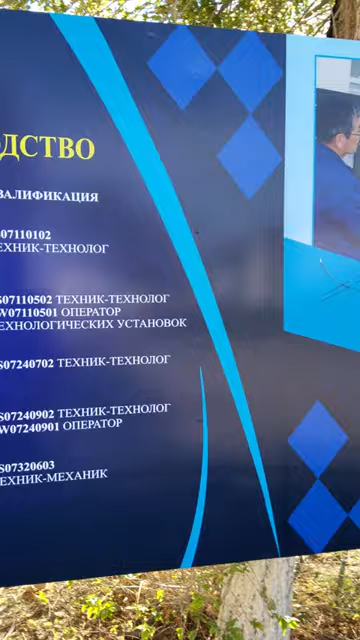 ДСТВО
ВАЛИФИКАЦИЯ
07110102
ЕХНИК-ТЕХНОЛОГ
S07110502 ТЕХНИК-ТЕХНОЛОГ
W07110501 ОПЕРАТОР
ЕХНОЛОГИЧЕСКИХ УСТАНОВОК
S07240702 ТЕХНИК-ТЕХНОЛОГ
S07240902 ТЕХНИК-ТЕХНОЛОГ
W07240901 ОПЕРАТОР
S07320603
ЕХНИК-МЕХАНИК